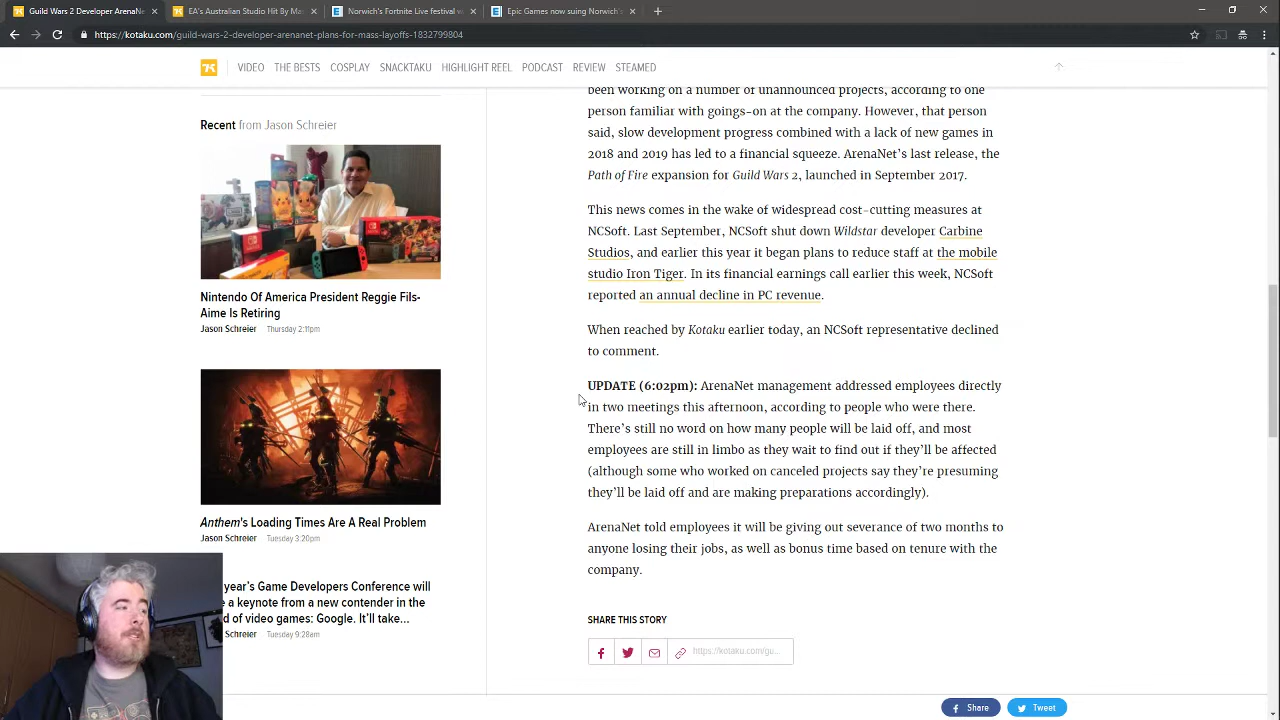 Guild Wars 2 Developer ArenaNe
EA's Australian Studio Hit By Ma
Norwich's Fortnite Live festival w
Epic Games now suing Norwich's
https://kotaku.com/guild-wars-2-developer-arenanet-plans-for-mass-layoffs-1832799804
VIDEO THE BESTS COSPLAY SNACKTAKU HIGHLIGHT REEL PODCAST REVIEW STEAMED
Recent from Jason Schreier
Nintendo Of America President Reggie Fils-
Aime Is Retiring
Jason Schreier Thursday 2:11pm
Anthem's Loading Times Are A Real Problem
Jason Schreier Tuesday 3:20pm
year's Game Developers Conference will
e a keynote from a new contender in the
d of video games: Google. It'll take...
Schreier Tuesday 9:28am
been working on a number of unannounced projects, according to one
person familiar with goings-on at the company. However, that person
said, slow development progress combined with a lack of new games in
2018 and 2019 has led to a financial squeeze. ArenaNet's last release, the
Path of Fire expansion for Guild Wars 2, launched in September 2017.
This news comes in the wake of widespread cost-cutting measures at
NCSoft. Last September, NCSoft shut down Wildstar developer Carbine
Studios, and earlier this year it began plans to reduce staff at the mobile
studio Iron Tiger. In its financial earnings call earlier this week, NCSoft
reported an annual decline in PC revenue.
When reached by Kotaku earlier today, an NCSoft representative declined
to comment.
UPDATE (6:02pm): ArenaNet management addressed employees directly
in two meetings this afternoon, according to people who were there.
There's still no word on how many people will be laid off, and most
employees are still in limbo as they wait to find out if they'll be affected
(although some who worked on canceled projects say they're presuming
they'll be laid off and are making preparations accordingly).
ArenaNet told employees it will be giving out severance of two months to
anyone losing their jobs, as well as bonus time based on tenure with the
company.
SHARE THIS STORY
https://kotaku.com/gu...
Share
Tweet